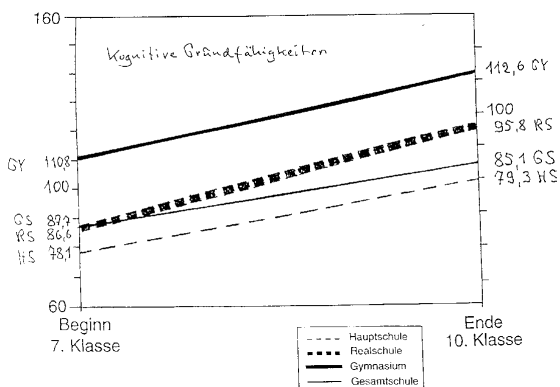 160
Kognitive Grundfähigkeiten
112,6 GY
GY 110,8
100
100
95,8 RS
GS 87,7
RS 86,6
HS 78,1
85,1 GS
79,3 HS
60
Beginn
7. Klasse
Ende
10. Klasse
Hauptschule
Realschule
Gymnasium
Gesamtschule